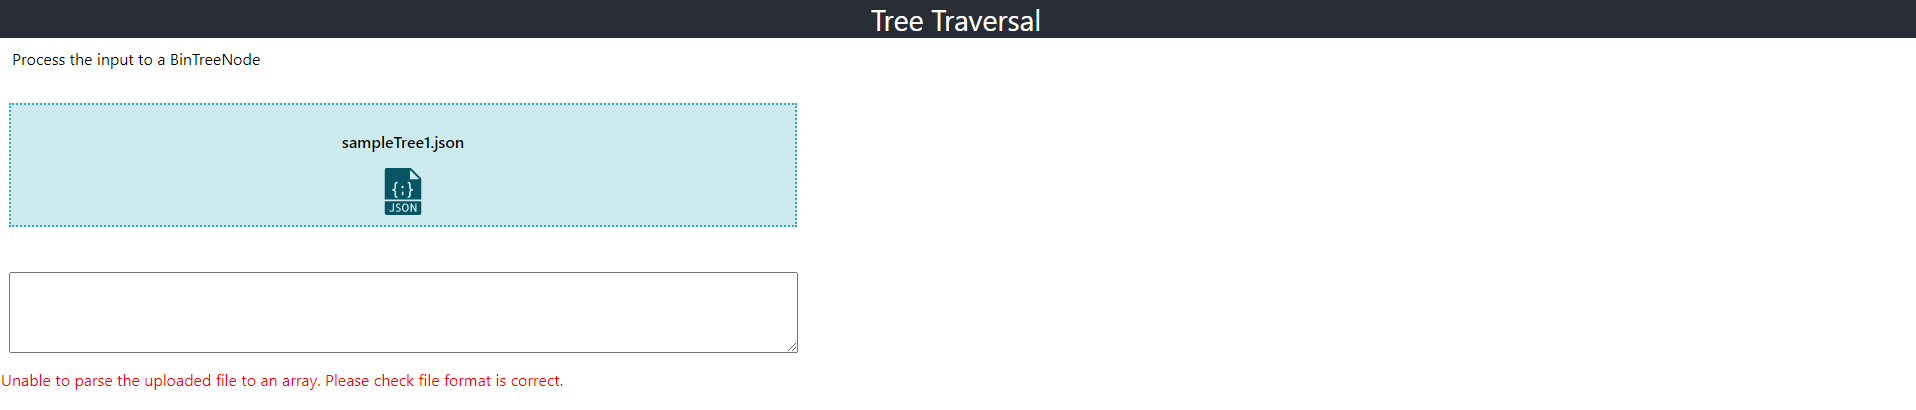 Tree Traversal
Process the input to a BinTreeNode
sampleTree1.json
{;}
JSON
Unable to parse the uploaded file to an array. Please check file format is correct.